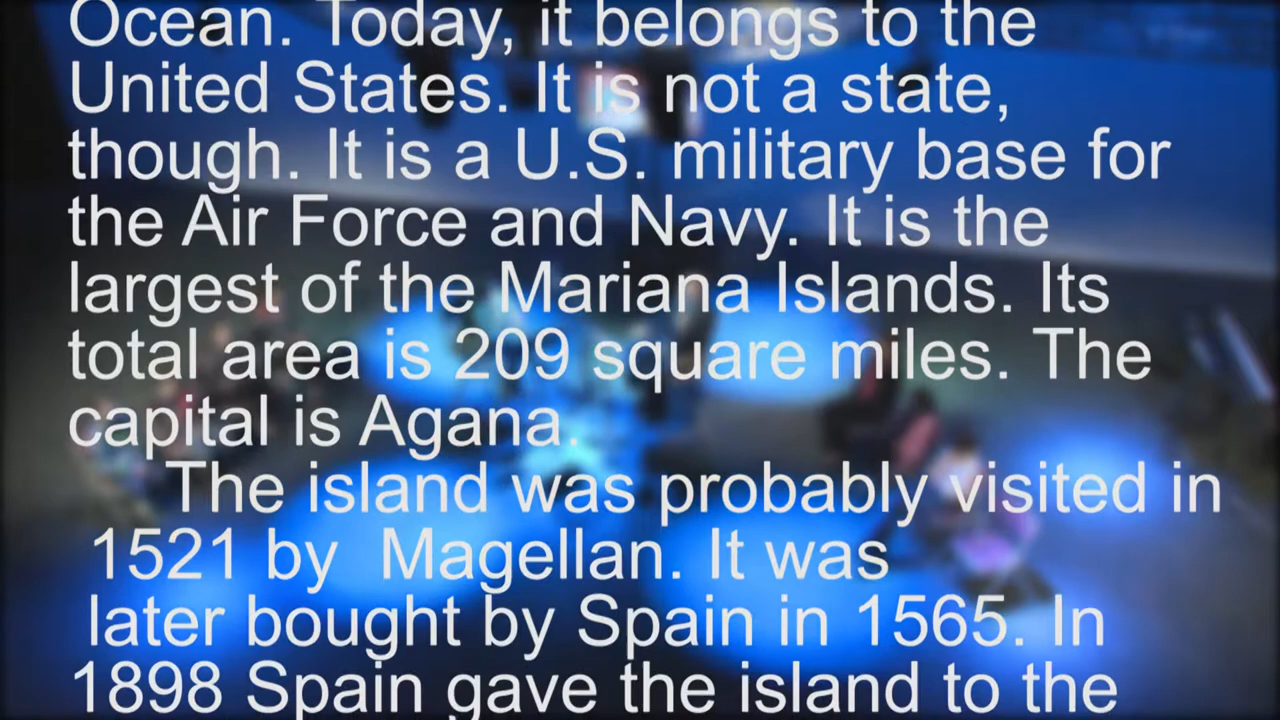 Ocean. Today, it belongs to the
United States. It is not a state,
though. It is a U.S. military base for
the Air Force and Navy. It is the
largest of the Mariana Islands. Its
total area is 209 square miles. The
capital is Agana.
The island was probably visited in
1521 by Magellan. It was
later bought by Spain in 1565. In
1898 Spain gave the island to the